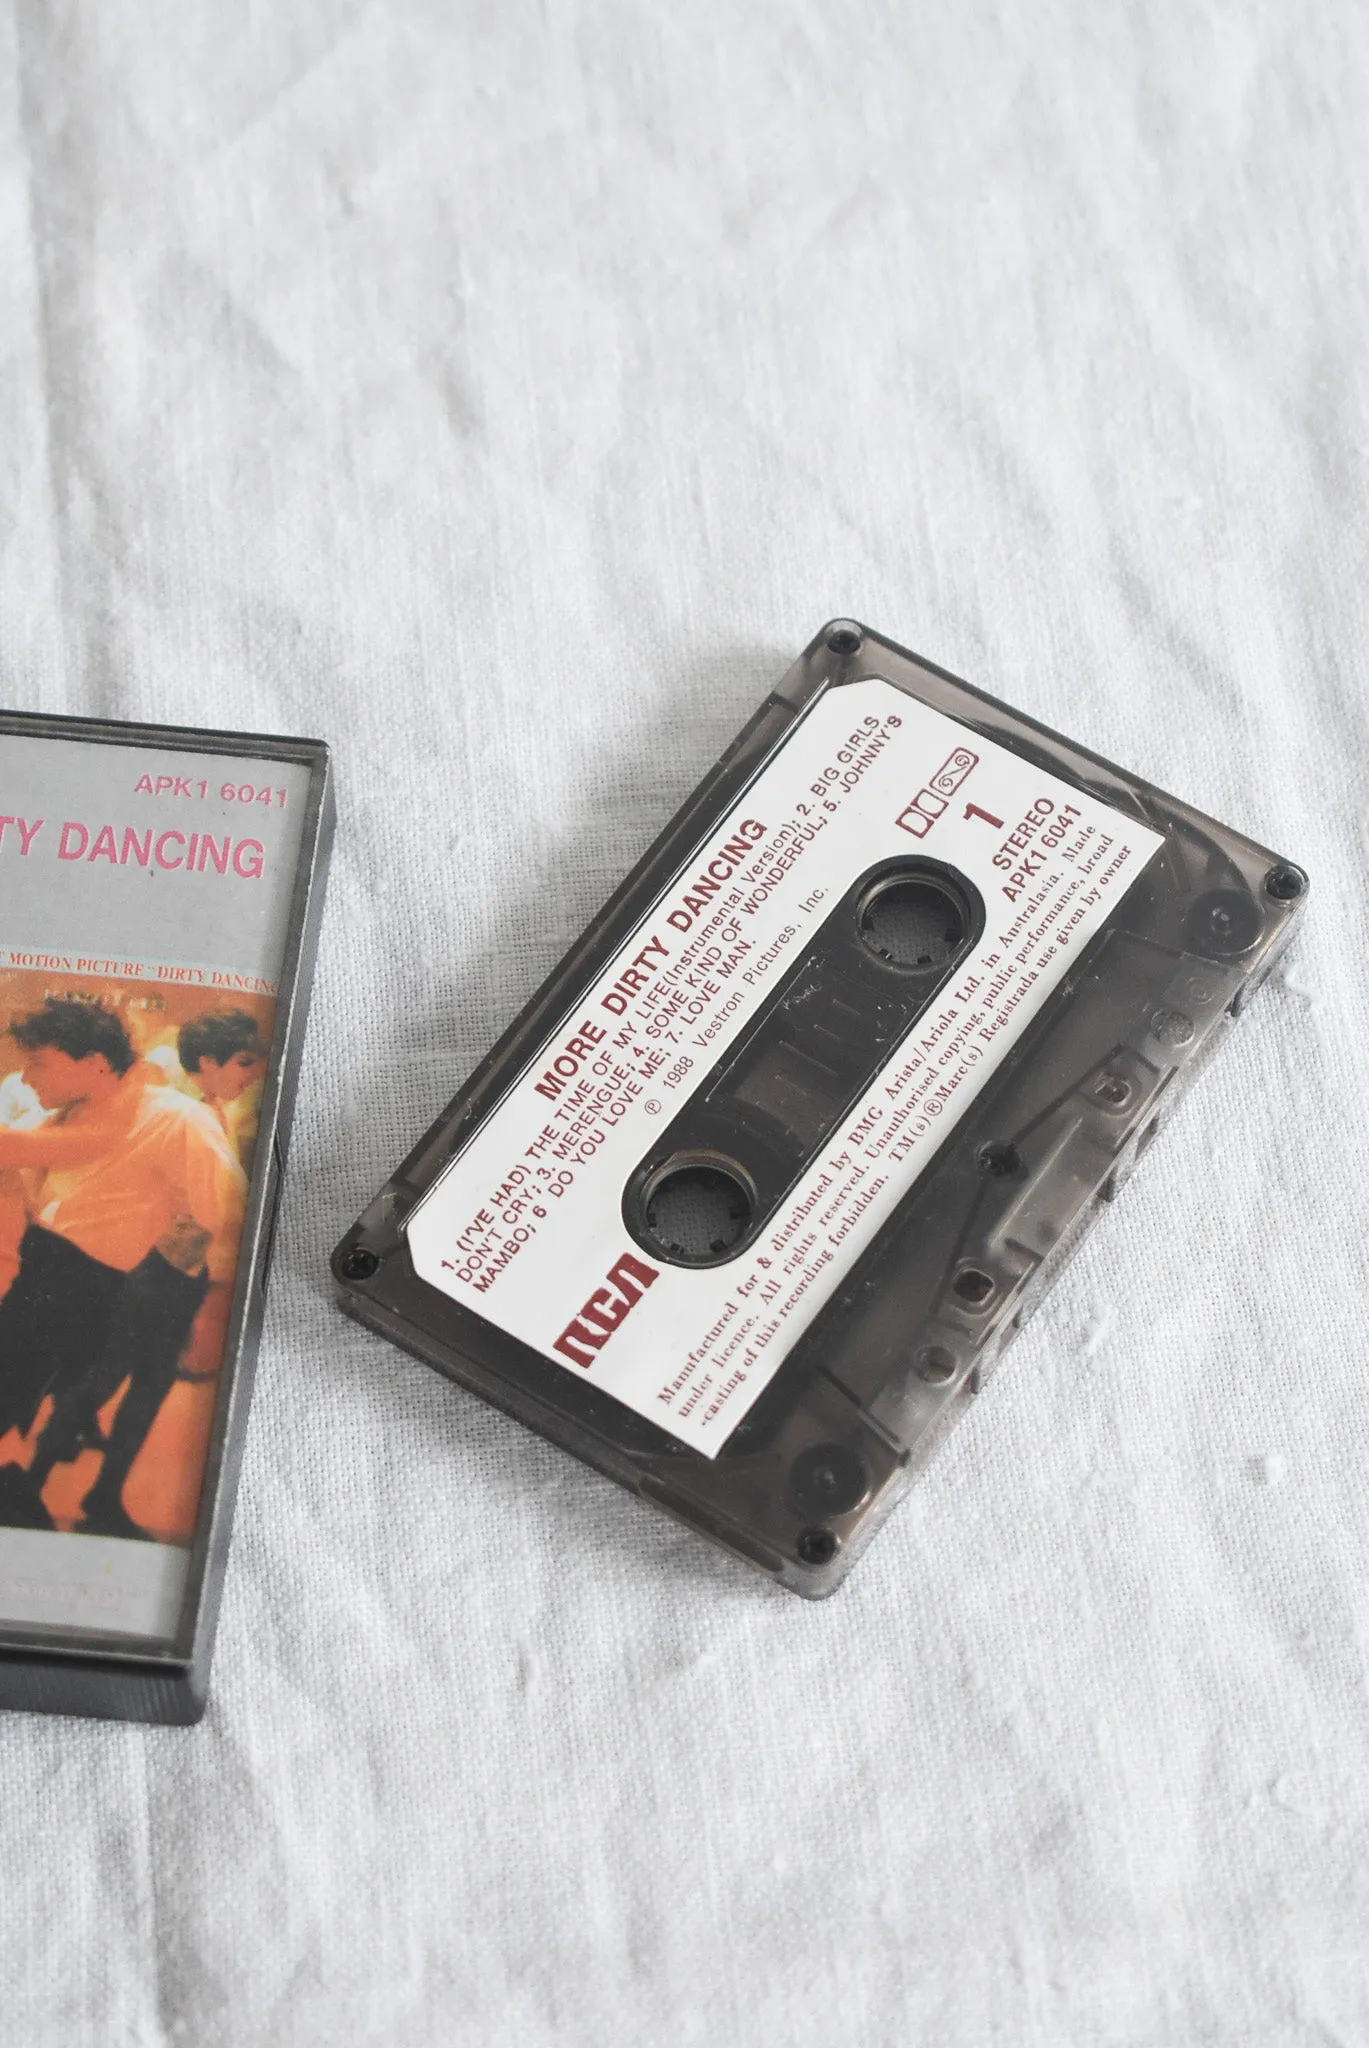 APK1 6041
TY DANCING
T MOTION PICTURE "DIRTY DANCING
MORE DIRTY DANCING
1. (I'VE HAD) THE TIME OF MY LIFE(Instrumental Version); 2. BIG GIRLS
DON'T CRY; 3. MERENGUE; 4. SOME KIND OF WONDERFUL; 5. JOHNNY'S
MAMBO; 6 DO YOU LOVE ME; 7. LOVE MAN.
℗ 1988 Vestron Pictures, Inc.
1
STEREO
APK1 6041
RCA
Manufactured for & distributed by BMG Arista/Ariola Ltd, in Australasia. Made
under licence. All rights reserved. Unauthorised copying, public performance, broad
-casting of this recording forbidden. TM(s)®Marc(s) Registrada use given by owner